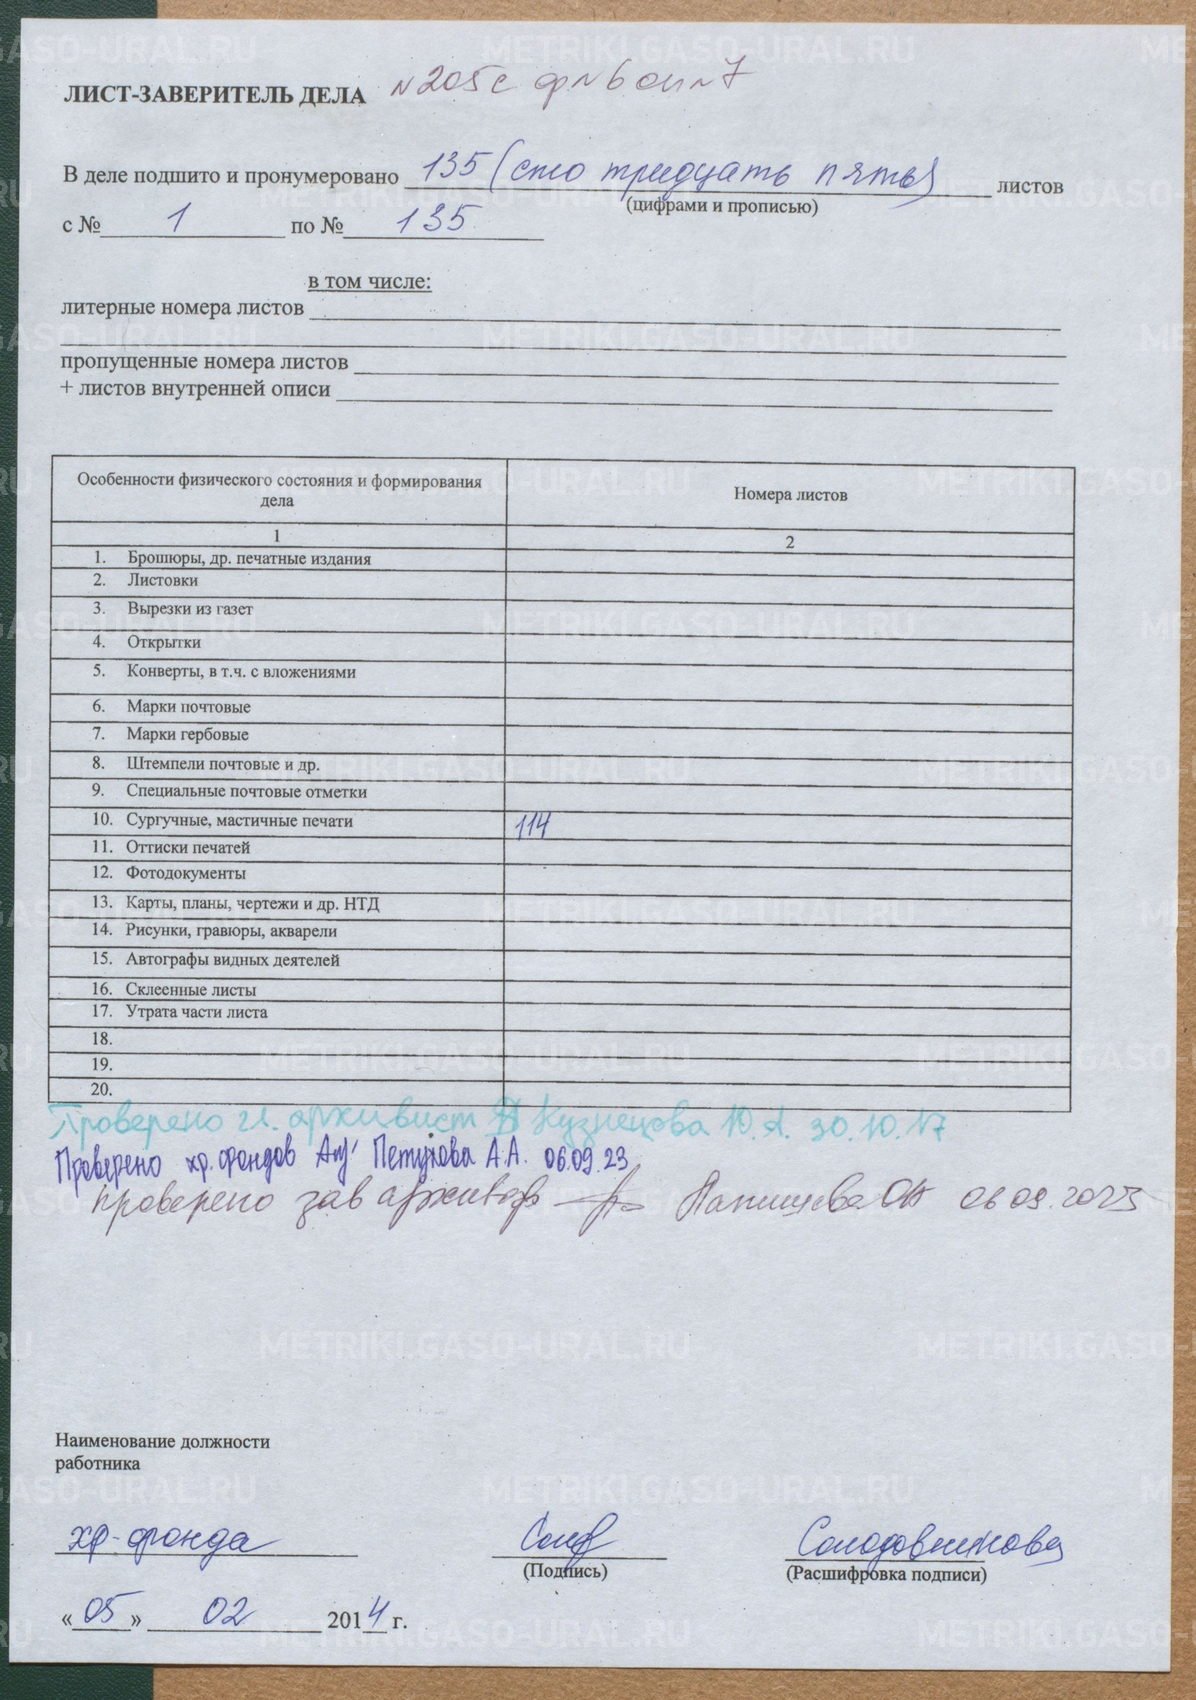 ЛИСТ-ЗАВЕРИТЕЛЬ ДЕЛА №205с ф№6 оп№7
В деле подшито и пронумеровано 135 (сто тридцать пять) листов
(цифрами и прописью)
с № 1 по № 135
в том числе:
литерные номера листов
пропущенные номера листов
+ листов внутренней описи
Особенности физического состояния и формирования дела Номера листов
1 2
1. Брошюры, др. печатные издания
2. Листовки
3. Вырезки из газет
4. Открытки
5. Конверты, в т.ч. с вложениями
6. Марки почтовые
7. Марки гербовые
8. Штемпели почтовые и др.
9. Специальные почтовые отметки
10. Сургучные, мастичные печати 114
11. Оттиски печатей
12. Фотодокументы
13. Карты, планы, чертежи и др. НТД
14. Рисунки, гравюры, акварели
15. Автографы видных деятелей
16. Склеенные листы
17. Утрата части листа
18.
19.
20.
Проверено гл. архивист Кузнецова Ю.А. 30.10.17
Проверено хр. фондов Петухова А.А. 06.09.23
проверено зав архивохр 06 09. 2023
Наименование должности
работника
хр-фонда Солодовникова
(Подпись) (Расшифровка подписи)
« 05 » 02 2014 г.
METRIKI.GASO-URAL.RU